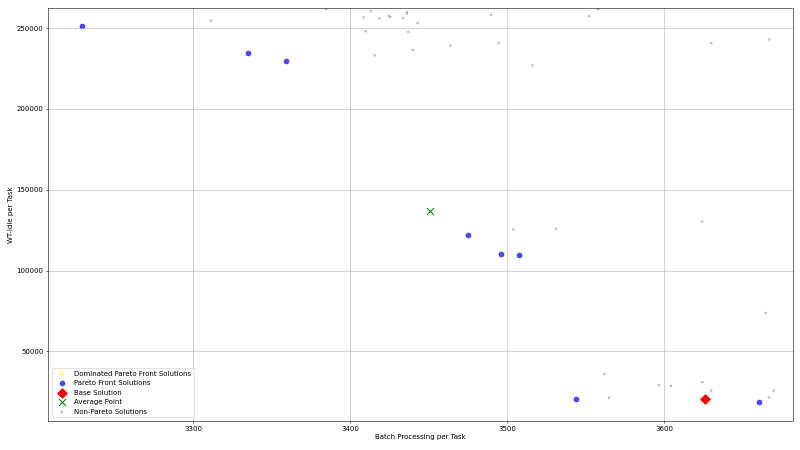 250000
200000
150000
100000
50000
WT-Idle per Task
Dominated Pareto Front Solutions
Pareto Front Solutions
Base Solution
Average Point
Non-Pareto Solutions
3300 3400 3500 3600
Batch Processing per Task